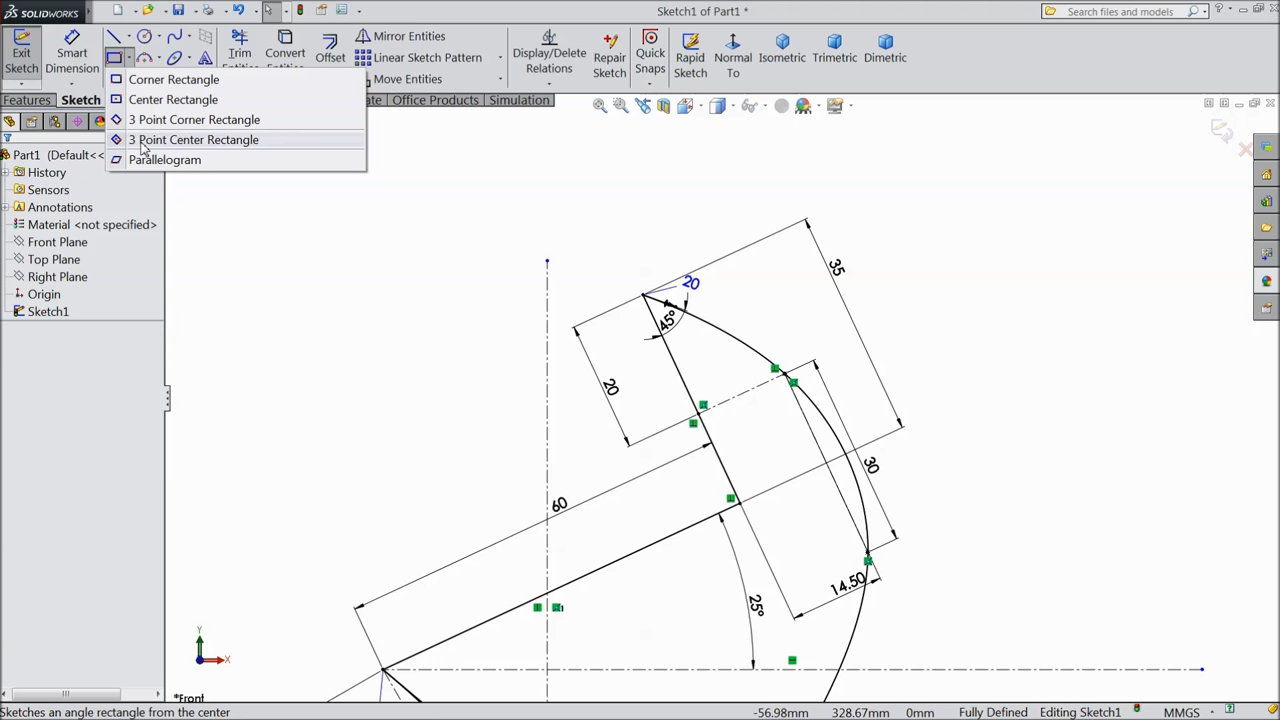 SOLIDWORKS
Sketch1 of Part1 *
Search files and models
Exit Sketch
Smart Dimension
Trim
Convert
Offset
Mirror Entities
Linear Sketch Pattern
Move Entities
Display/Delete Relations
Repair Sketch
Quick Snaps
Rapid Sketch
Normal To
Isometric
Trimetric
Dimetric
Corner Rectangle
Center Rectangle
3 Point Corner Rectangle
3 Point Center Rectangle
Parallelogram
Features
Sketch
Office Products
Simulation
Part1 (Default<<
History
Sensors
Annotations
Material <not specified>
Front Plane
Top Plane
Right Plane
Origin
Sketch1
20
35
45°
20
30
60
14.50
25°
Y
X
*Front
Sketches an angle rectangle from the center
-56.98mm
328.67mm
0mm
Fully Defined
Editing Sketch1
MMGS